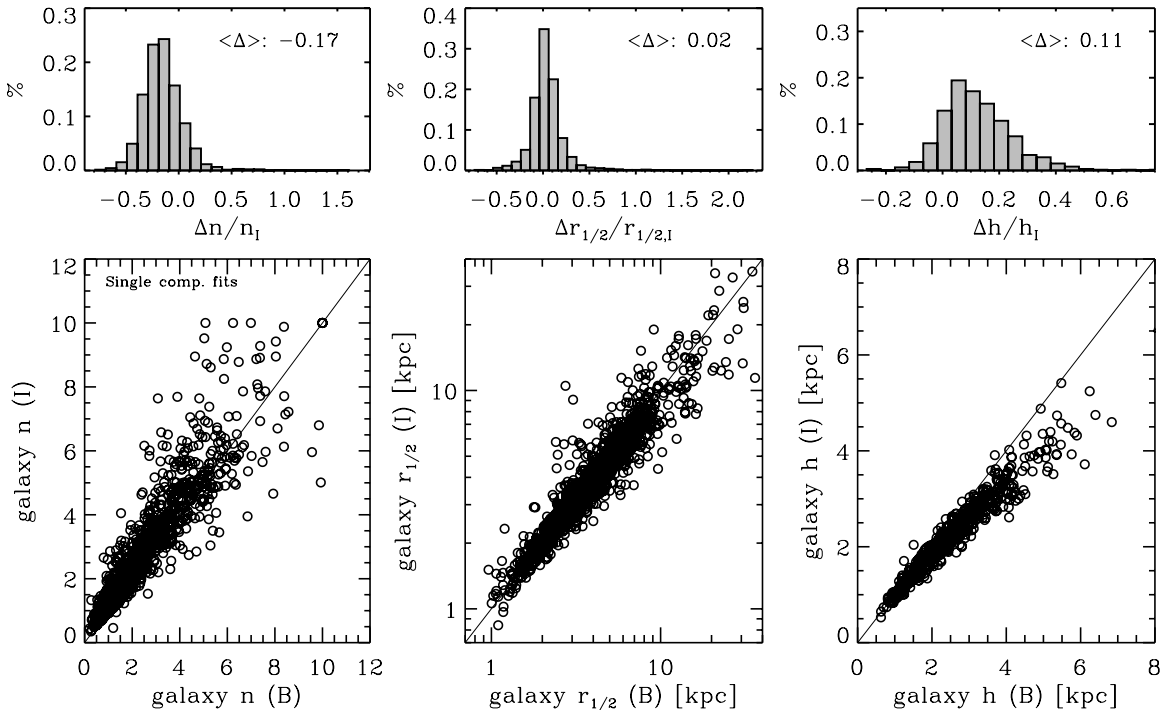 0.3
0.2
0.1
0.0
%
<Δ>: −0.17
−0.5 0.0 0.5 1.0 1.5
Δn/n_I
0.4
0.3
0.2
0.1
0.0
%
<Δ>: 0.02
−0.5 0.0 0.5 1.0 1.5 2.0
Δr_1/2/r_1/2,I
0.3
0.2
0.1
0.0
%
<Δ>: 0.11
−0.2 0.0 0.2 0.4 0.6
Δh/h_I
12
10
8
6
4
2
0
galaxy n (I)
Single comp. fits
0 2 4 6 8 10 12
galaxy n (B)
10
1
galaxy r_1/2 (I) [kpc]
1 10
galaxy r_1/2 (B) [kpc]
8
6
4
2
0
galaxy h (I) [kpc]
0 2 4 6 8
galaxy h (B) [kpc]